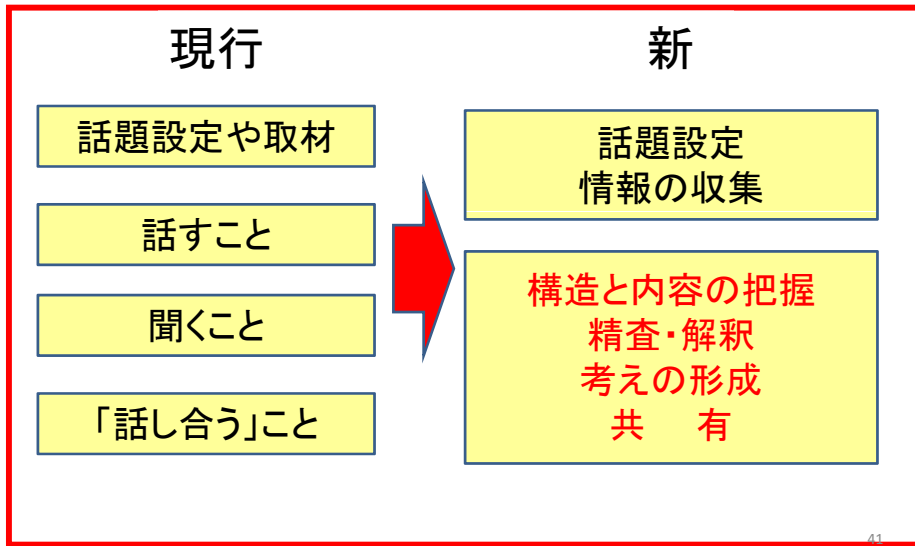 現行
話題設定や取材
話すこと
聞くこと
「話し合う」こと
新
話題設定
情報の収集
構造と内容の把握
精査・解釈
考えの形成
共　有
41